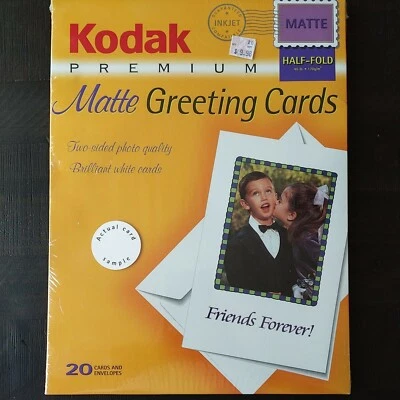 Kodak
PREMIUM
Matte Greeting Cards
GUARANTEED
INKJET
MATTE
HALF-FOLD
Two-sided photo quality
Brilliant white cards
Actual card
sample
Friends Forever!
20 CARDS AND
ENVELOPES